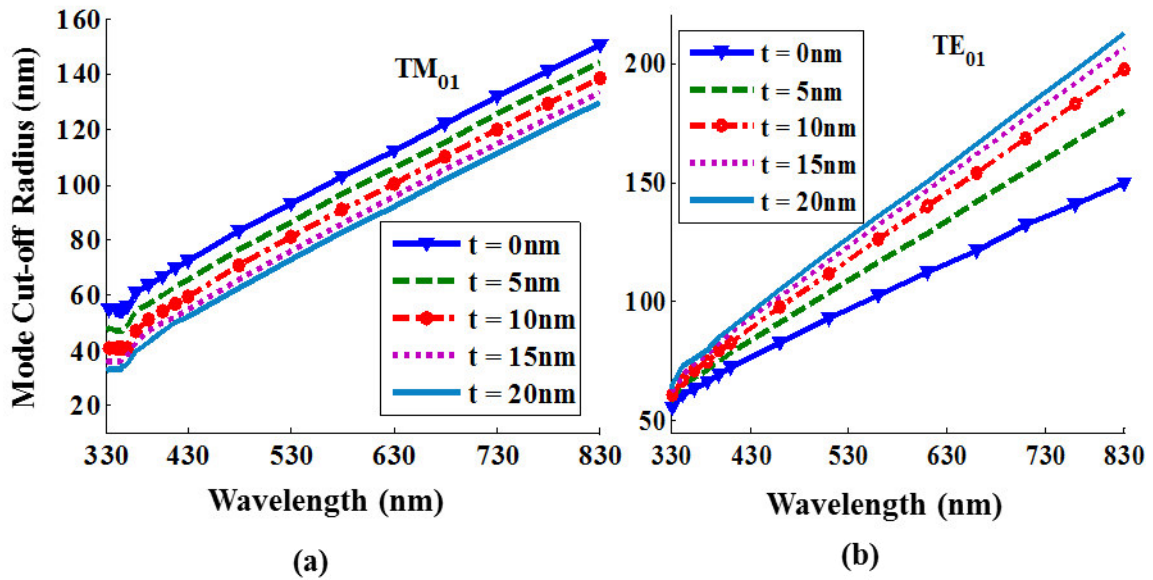 Mode Cut-off Radius (nm)
160
140
120
100
80
60
40
20
TM01
t = 0nm
t = 5nm
t = 10nm
t = 15nm
t = 20nm
330 430 530 630 730 830
Wavelength (nm)
(a)
200
150
100
50
t = 0nm
t = 5nm
t = 10nm
t = 15nm
t = 20nm
TE01
330 430 530 630 730 830
Wavelength (nm)
(b)